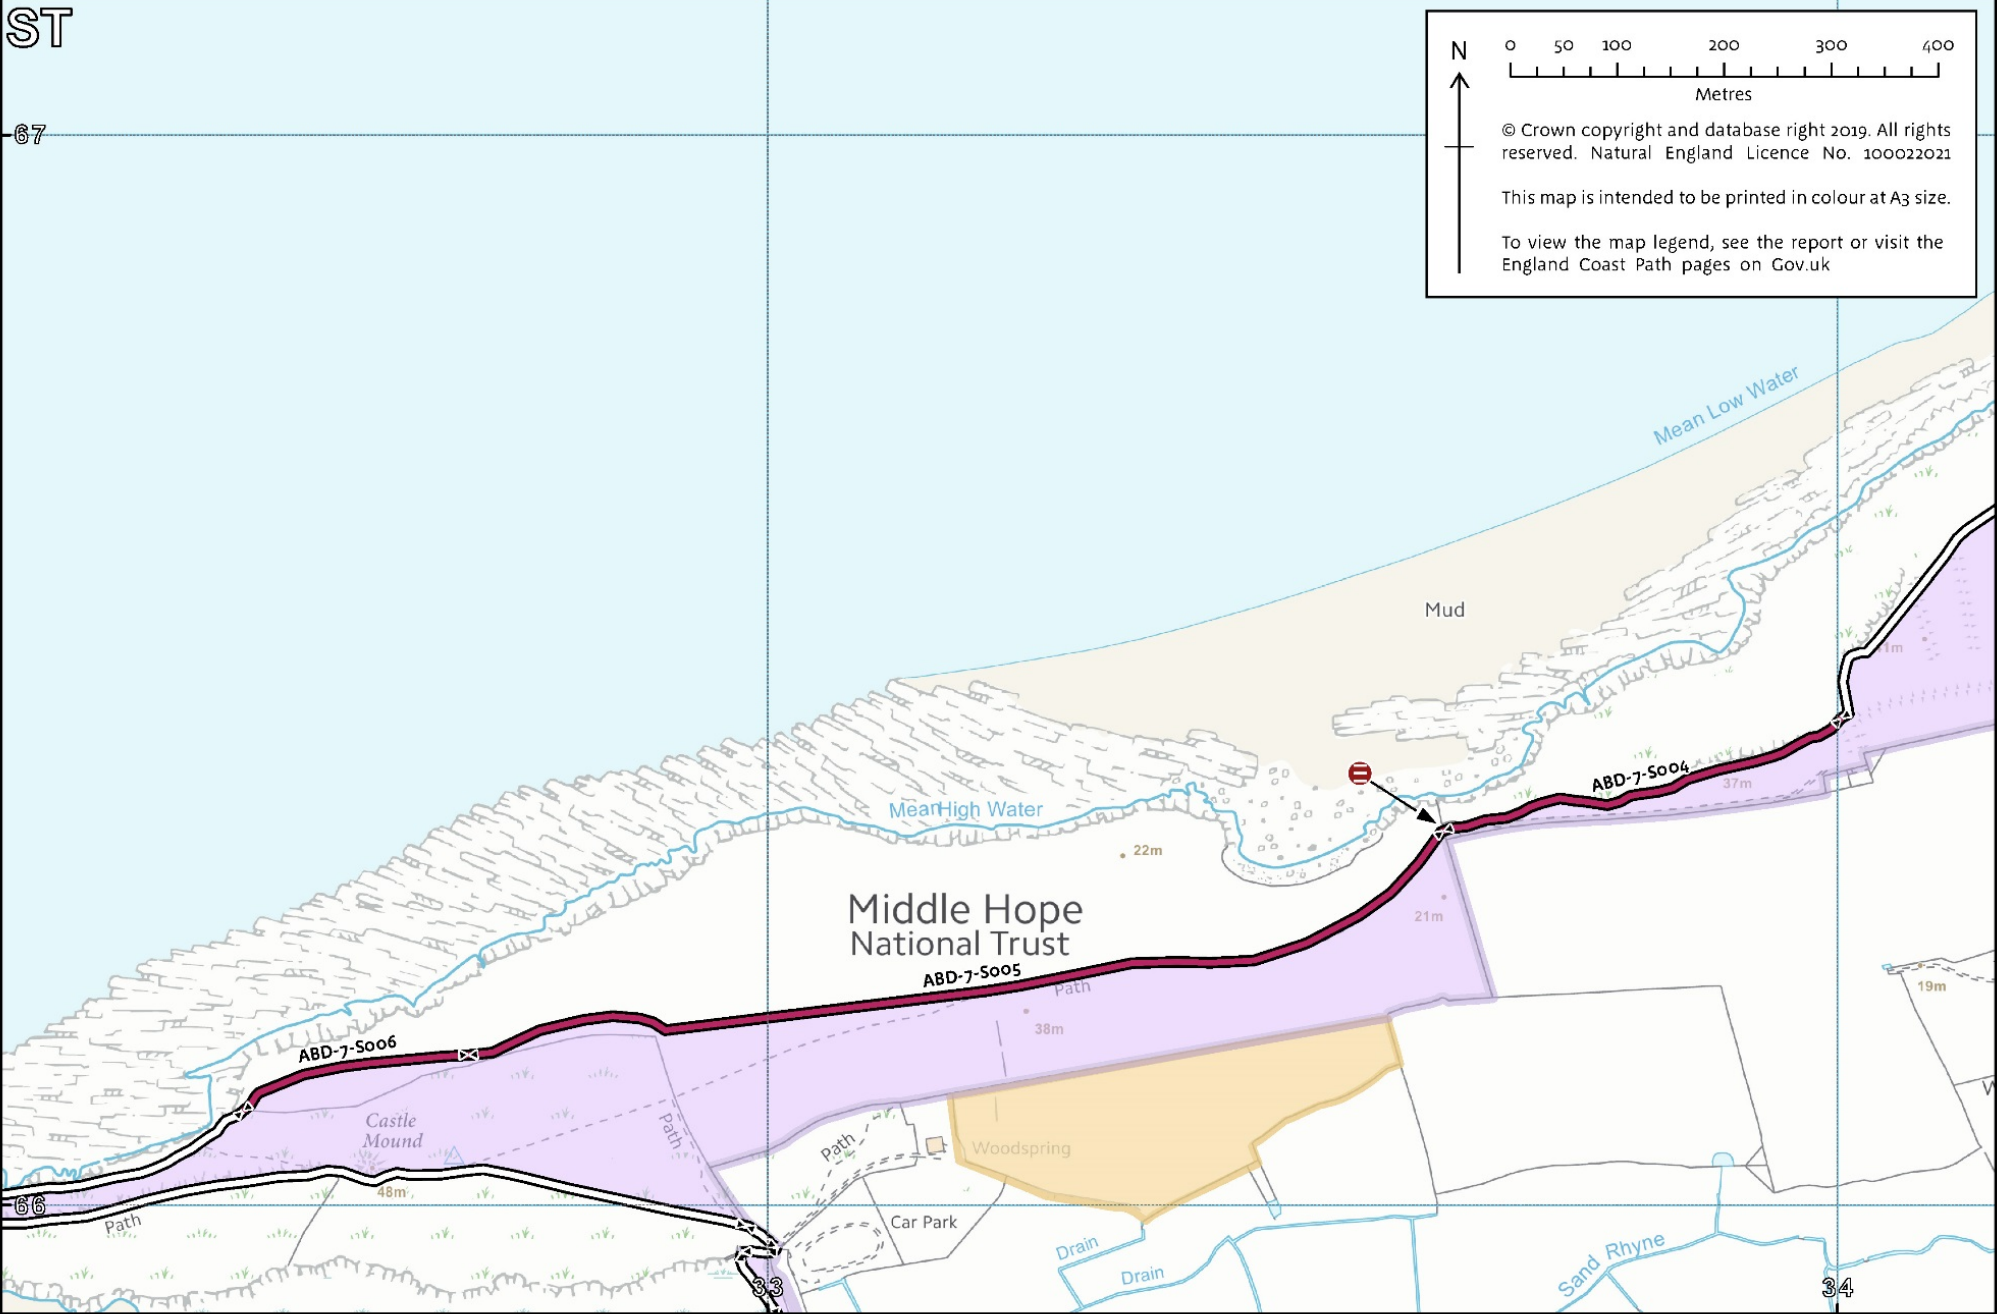 ST
67
N
0 50 100 200 300 400
Metres
© Crown copyright and database right 2019. All rights
reserved. Natural England Licence No. 100022021
This map is intended to be printed in colour at A3 size.
To view the map legend, see the report or visit the
England Coast Path pages on Gov.uk
Mean Low Water
Mud
ABD-7-S004
37m
Mean High Water
22m
21m
Middle Hope
National Trust
ABD-7-S005
Path
38m
19m
ABD-7-S006
Castle
Mound
Path
Path
Woodspring
48m
66
Path
Car Park
Drain
Drain
Sand Rhyne
33
34